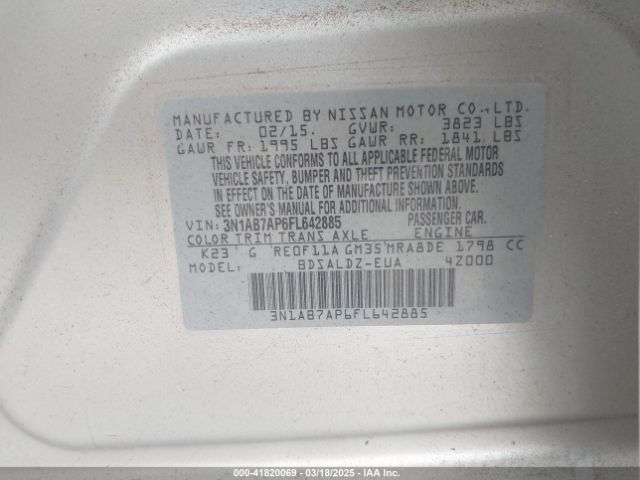 MANUFACTURED BY NISSAN MOTOR CO.,LTD.
DATE: 02/15. GVWR: 3823 LBS
GAWR FR: 1995 LBS GAWR RR: 1841 LBS
THIS VEHICLE CONFORMS TO ALL APPLICABLE FEDERAL MOTOR
VEHICLE SAFETY, BUMPER AND THEFT PREVENTION STANDARDS
IN EFFECT ON THE DATE OF MANUFACTURE SHOWN ABOVE.
SEE OWNER'S MANUAL FOR ADDITIONAL INFORMATION.
VIN: 3N1AB7AP6FL642885 PASSENGER CAR.
COLOR TRIM TRANS AXLE ENGINE
K23 G RE0F11A GM35 MRA8DE 1798 CC
MODEL: BDSALDZ-EUA 4Z000
3N1AB7AP6FL642885
000-41820069 — 03/18/2025 — IAA Inc.